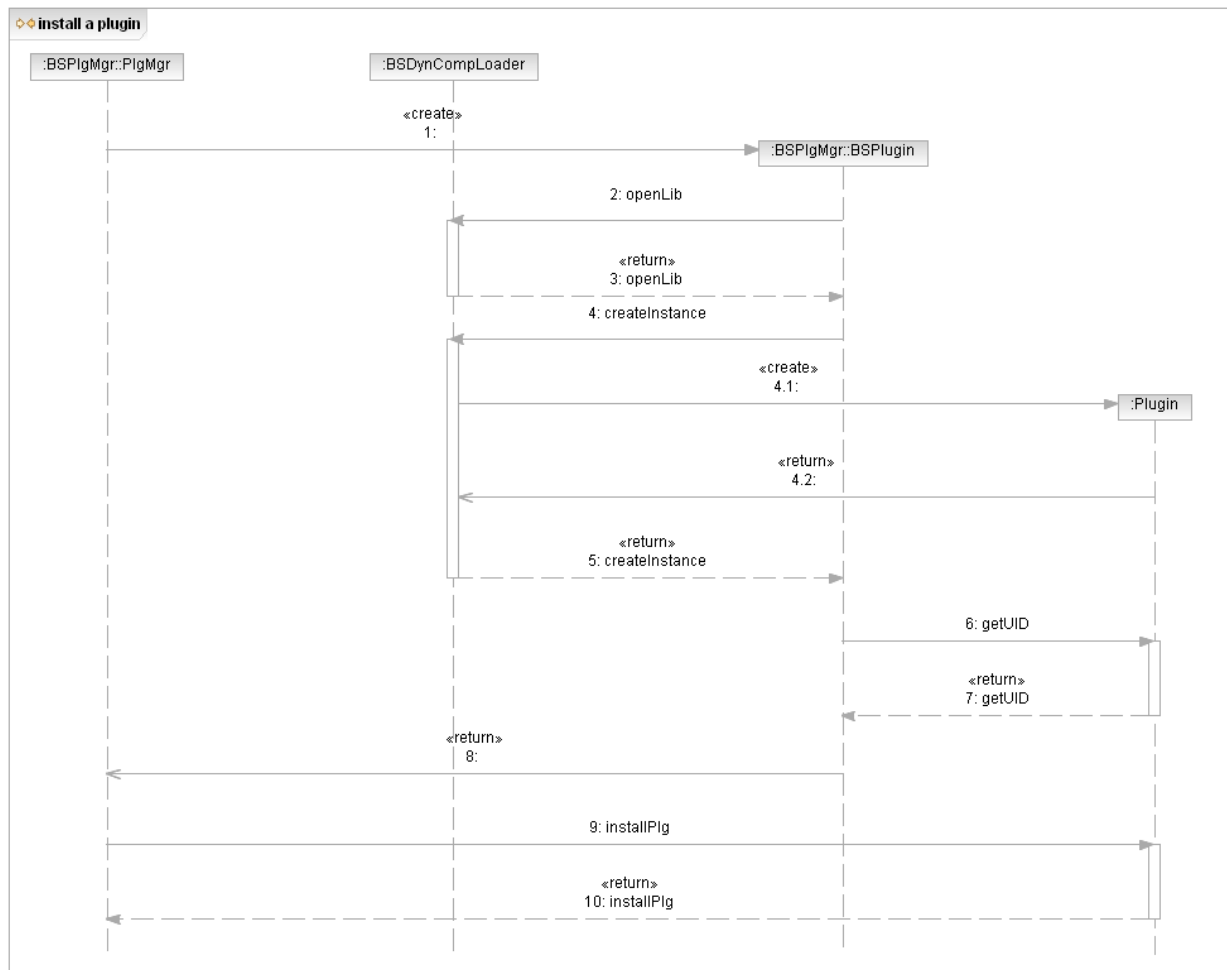 install a plugin
:BSPlgMgr::PlgMgr
:BSDynCompLoader
«create»
1:
:BSPlgMgr::BSPlugin
2: openLib
«return»
3: openLib
4: createInstance
«create»
4.1:
:Plugin
«return»
4.2:
«return»
5: createInstance
6: getUID
«return»
7: getUID
«return»
8:
9: installPlg
«return»
10: installPlg